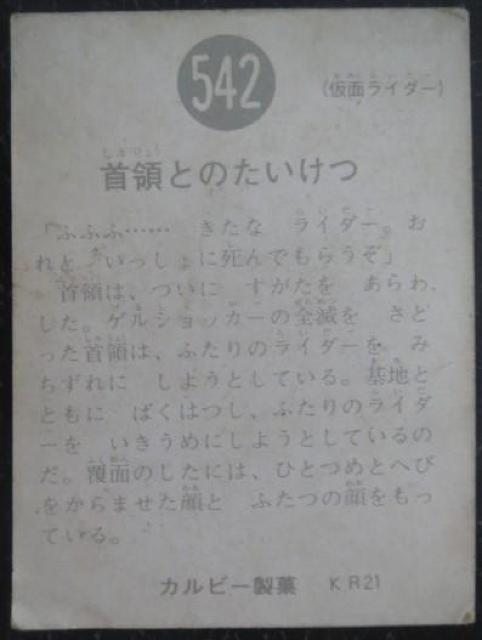 542
(仮面ライダー)
首領とのたいけつ
「ふふふ…… きたな ライダー。お
れと いっしょに死んでもらうぞ」
首領は、ついに すがたを あらわ
した。ゲルショッカーの全滅を さと
った首領は、ふたりのライダーを み
ちずれに しようとしている。基地と
ともに ばくはつし、ふたりのライダ
ーを いきうめにしようとしているの
だ。覆面のしたには、ひとつめとへび
をからませた顔と ふたつの顔をもっ
ている。
カルビー製菓 KR21